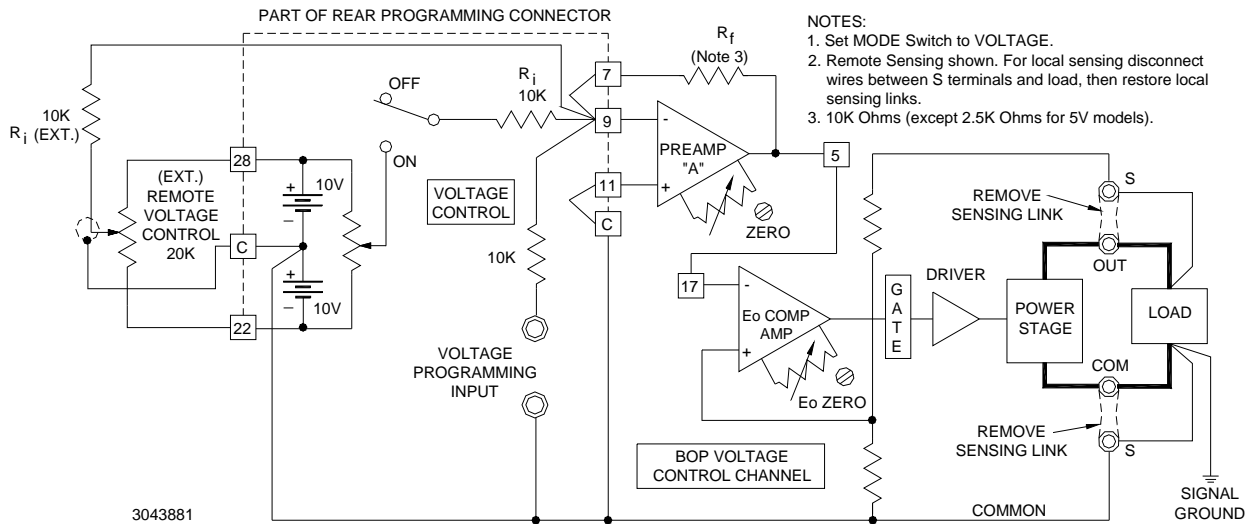 PART OF REAR PROGRAMMING CONNECTOR
NOTES:
1. Set MODE Switch to VOLTAGE.
2. Remote Sensing shown. For local sensing disconnect
wires between S terminals and load, then restore local
sensing links.
3. 10K Ohms (except 2.5K Ohms for 5V models).
Rf
(Note 3)
7
Ri
10K
OFF
ON
10K
Ri (EXT.)
9
-
+
PREAMP
"A"
5
ZERO
11
C
28
(EXT.)
REMOTE
VOLTAGE
CONTROL
20K
+
10V
–
C
+
10V
–
22
VOLTAGE
CONTROL
10K
VOLTAGE
PROGRAMMING
INPUT
17
-
+
Eo COMP
AMP
Eo ZERO
G
A
T
E
DRIVER
POWER
STAGE
S
REMOVE
SENSING LINK
OUT
LOAD
COM
REMOVE
SENSING LINK
S
BOP VOLTAGE
CONTROL CHANNEL
COMMON
SIGNAL
GROUND
3043881